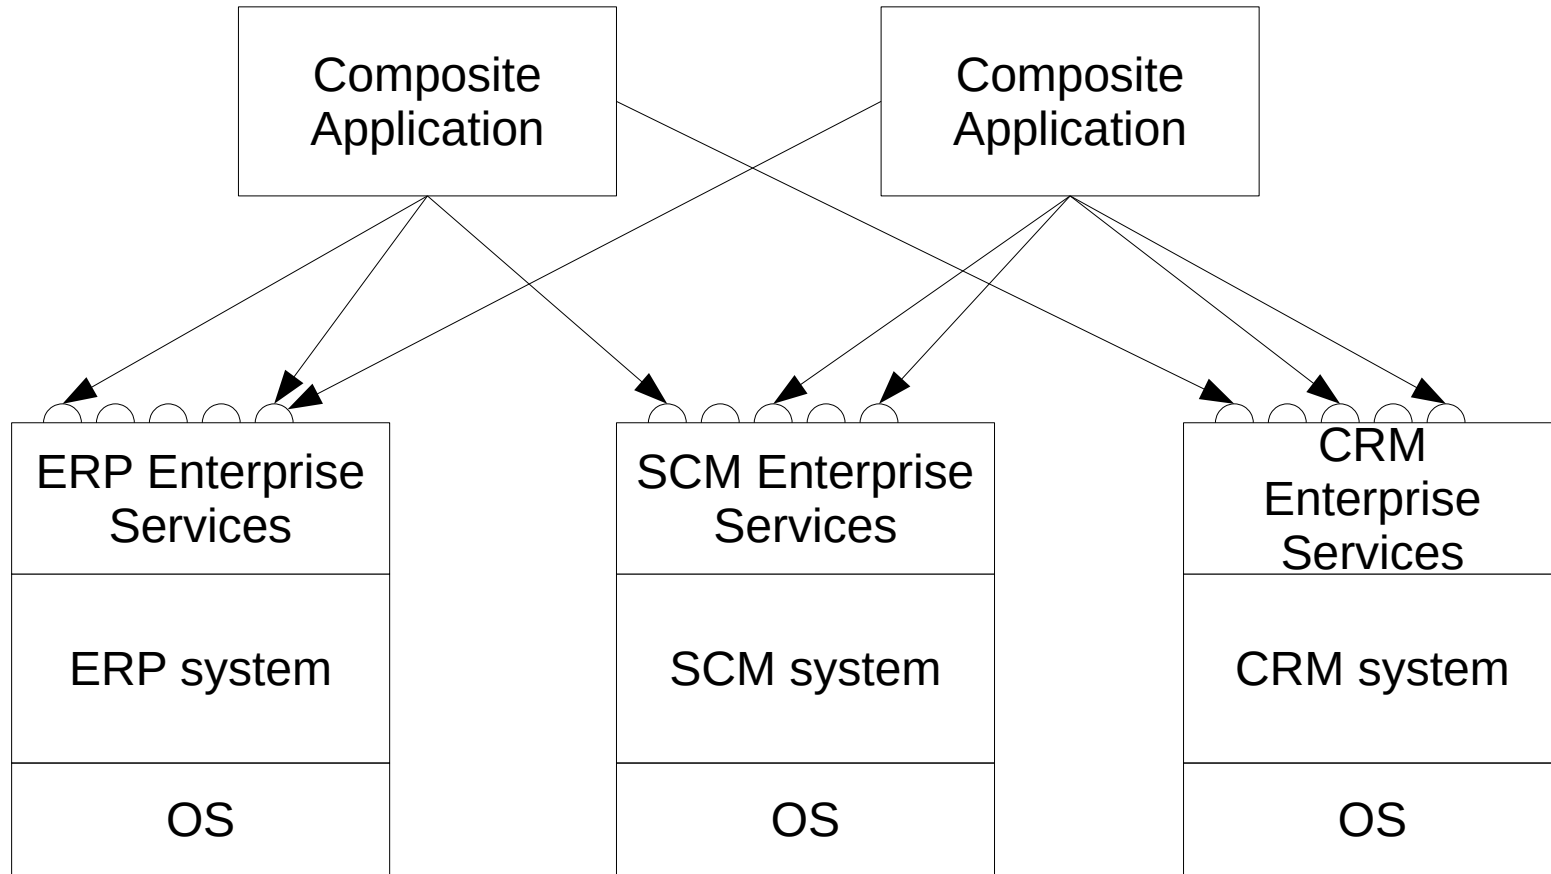 Composite
Application
Composite
Application
ERP Enterprise
Services
SCM Enterprise
Services
CRM
Enterprise
Services
ERP system
SCM system
CRM system
OS
OS
OS